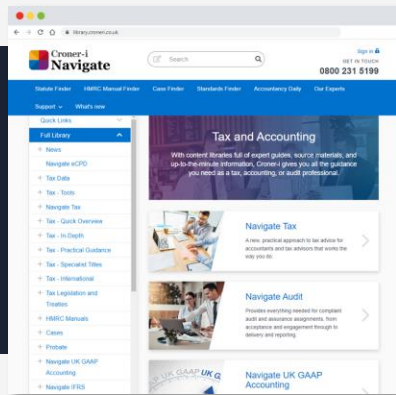 library.croneri.co.uk
Croner-i
Navigate
Search
Sign in
GET IN TOUCH
0800 231 5199
Statute Finder HMRC Manual Finder Case Finder Standards Finder Accountancy Daily Our Experts
Support What's new
Quick Links
Full Library
News
Navigate eCPD
Tax Data
Tax - Tools
Navigate Tax
Tax - Quick Overview
Tax - In-Depth
Tax - Practical Guidance
Tax - Specialist Titles
Tax - International
Tax Legislation and
Treaties
HMRC Manuals
Cases
Probate
Navigate UK GAAP
Accounting
Navigate IFRS
Tax and Accounting
With content libraries full of expert guides, source materials, and
up-to-the-minute information, Croner-i gives you all the guidance
you need as a tax, accounting, or audit professional.
Navigate Tax
A new, practical approach to tax advice for
accountants and tax advisors that works the
way you do.
Navigate Audit
Provides everything needed for compliant
audit and assurance assignments, from
acceptance and engagement through to
delivery and reporting.
UK GAAP UK G
Navigate UK GAAP
Accounting